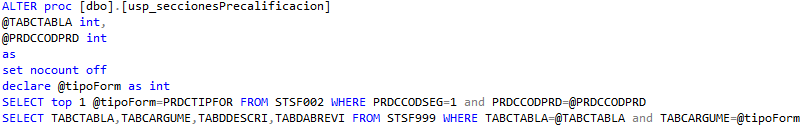 ALTER proc [dbo].[usp_seccionesPrecalificacion]
@TABCTABLA int,
@PRDCCODPRD int
as
set nocount off
declare @tipoForm as int
SELECT top 1 @tipoForm=PRDCTIPFOR FROM STSF002 WHERE PRDCCODSEG=1 and PRDCCODPRD=@PRDCCODPRD
SELECT TABCTABLA,TABCARGUME,TABDDESCRI,TABDABREVI FROM STSF999 WHERE TABCTABLA=@TABCTABLA and TABCARGUME=@tipoForm